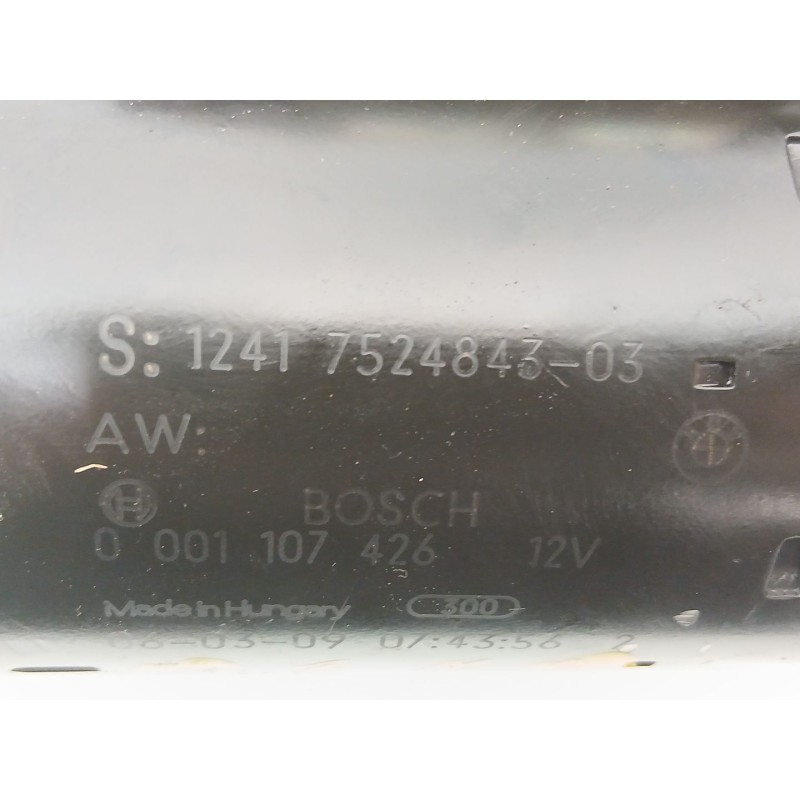 S: 1241 7524843-03
AW:
BOSCH
0 001 107 426 12V
Made in Hungary 300
06-03-09 07:43:56 2